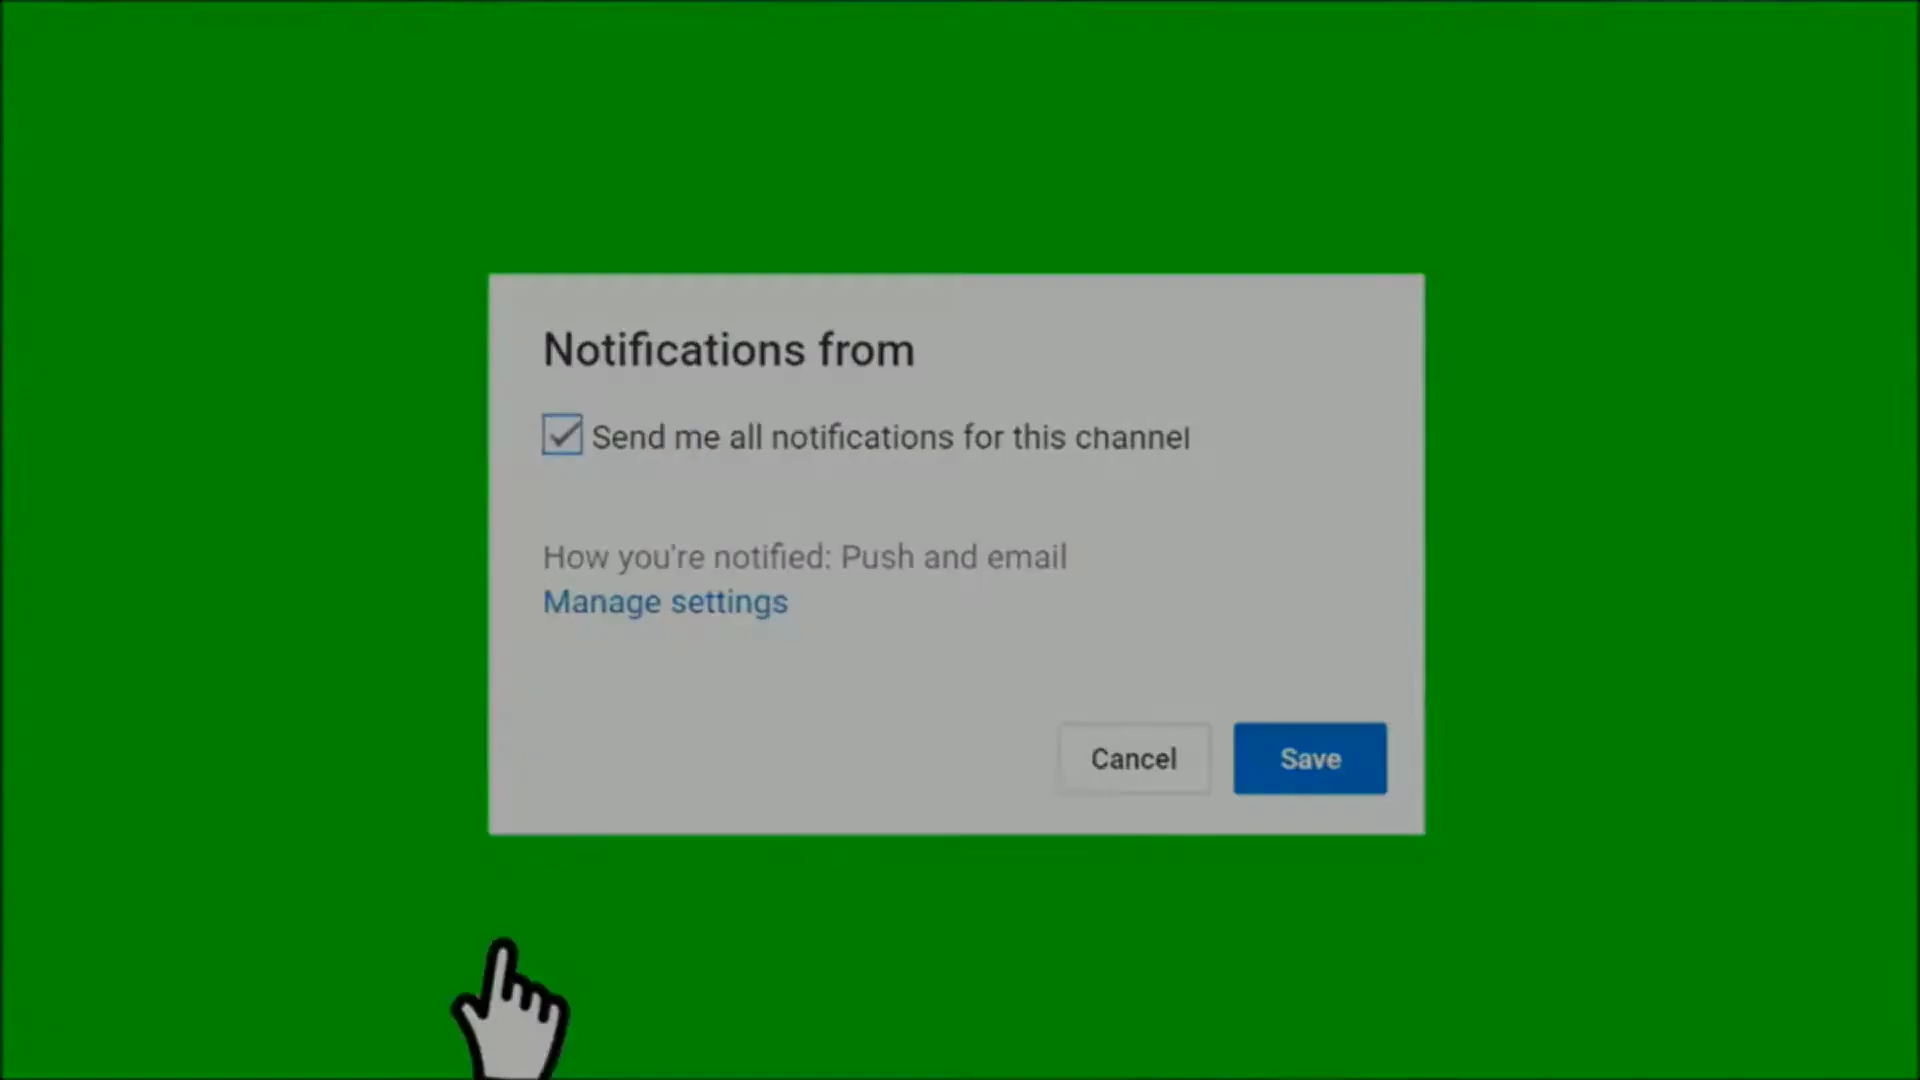 Notifications from
Send me all notifications for this channel
How you're notified: Push and email
Manage settings
Cancel
Save